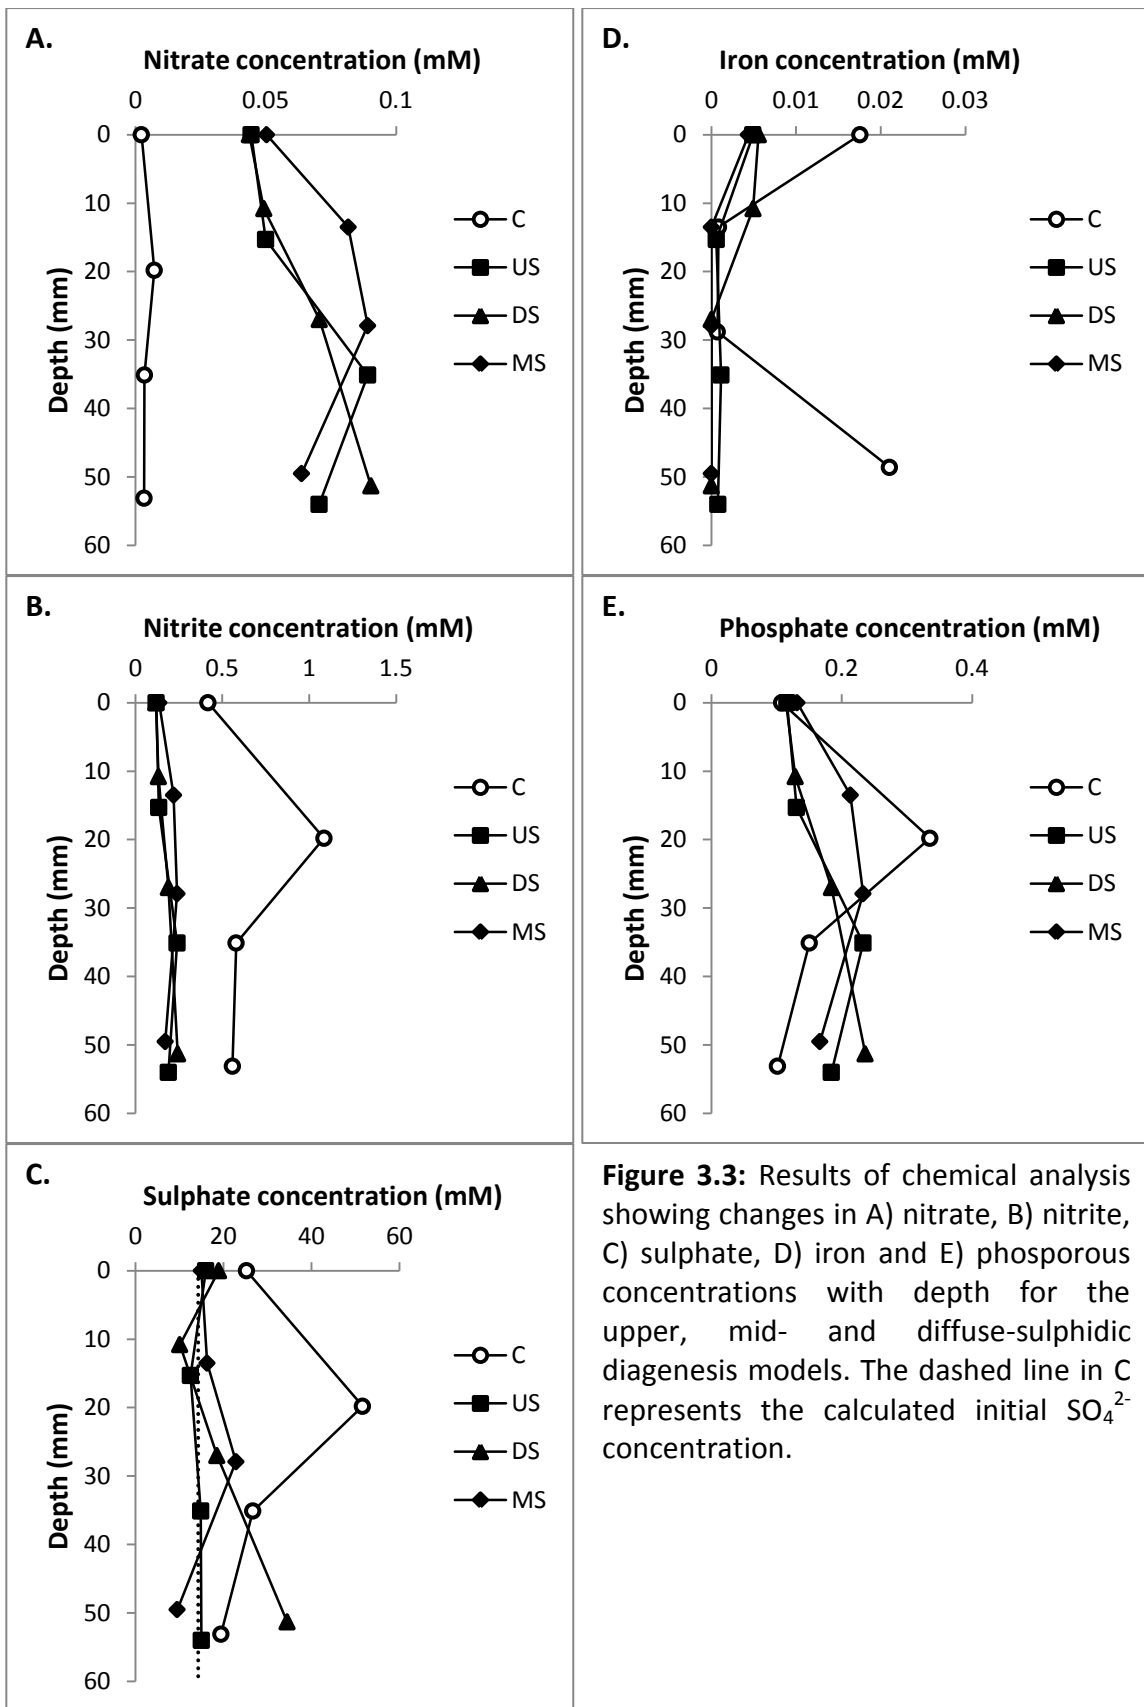 A.
Nitrate concentration (mM)
0 0.05 0.1
0
10
20
30
40
50
60
Depth (mm)
C
US
DS
MS
D.
Iron concentration (mM)
0 0.01 0.02 0.03
0
10
20
30
40
50
60
Depth (mm)
C
US
DS
MS
B.
Nitrite concentration (mM)
0 0.5 1 1.5
0
10
20
30
40
50
60
Depth (mm)
C
US
DS
MS
E.
Phosphate concentration (mM)
0 0.2 0.4
0
10
20
30
40
50
60
Depth (mm)
C
US
DS
MS
C.
Sulphate concentration (mM)
0 20 40 60
0
10
20
30
40
50
60
Depth (mm)
C
US
DS
MS
Figure 3.3: Results of chemical analysis
showing changes in A) nitrate, B) nitrite,
C) sulphate, D) iron and E) phosporous
concentrations with depth for the
upper, mid- and diffuse-sulphidic
diagenesis models. The dashed line in C
represents the calculated initial SO₄²⁻
concentration.